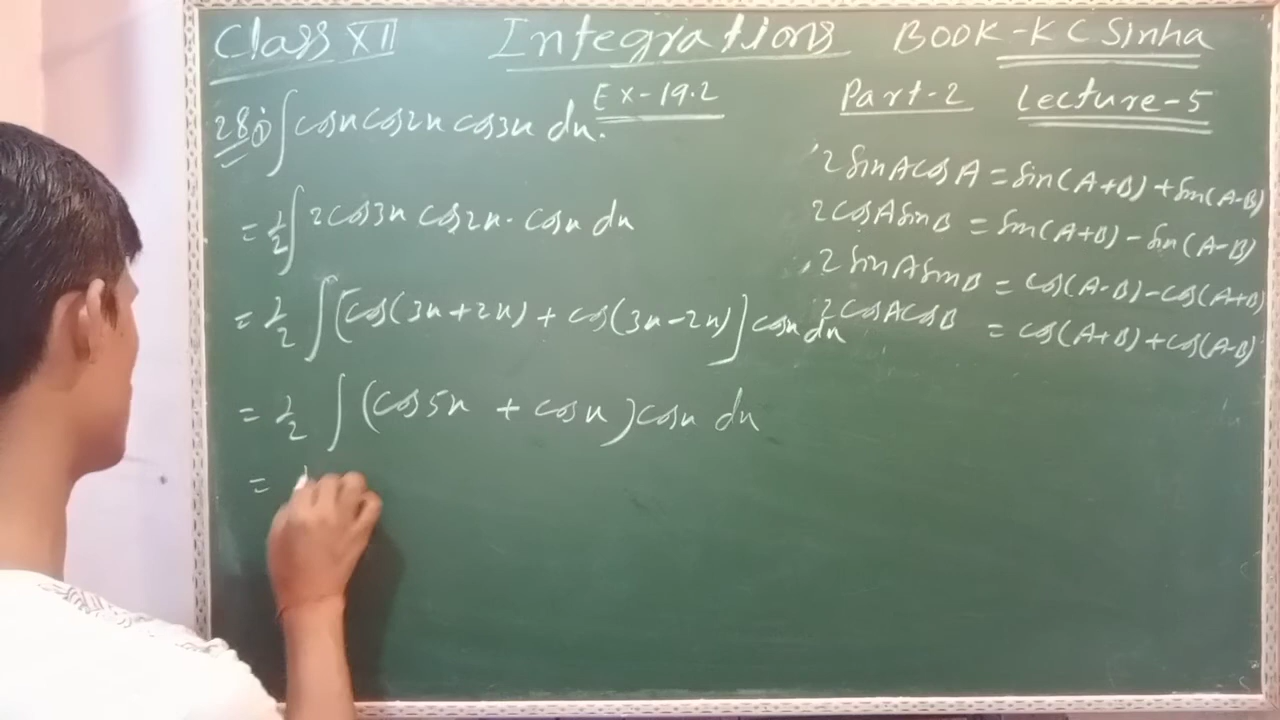 Class XII Integrations BOOK-KC Sinha
Ex-19.2 Part-2 Lecture-5
28 ① ∫ cosx cos2x cos3x dx.
= 1/2 ∫ 2cos3x cos2x · cosx dx
= 1/2 ∫ [cos(3x+2x) + cos(3x-2x)] cosx dx
= 1/2 ∫ (cos5x + cosx) cosx dx
=
2 sinA cosA = sin(A+B) + sin(A-B)
2 cosA sinB = sin(A+B) - sin(A-B)
2 sinA sinB = cos(A-B) - cos(A+B)
2 cosA cosB = cos(A+B) + cos(A-B)